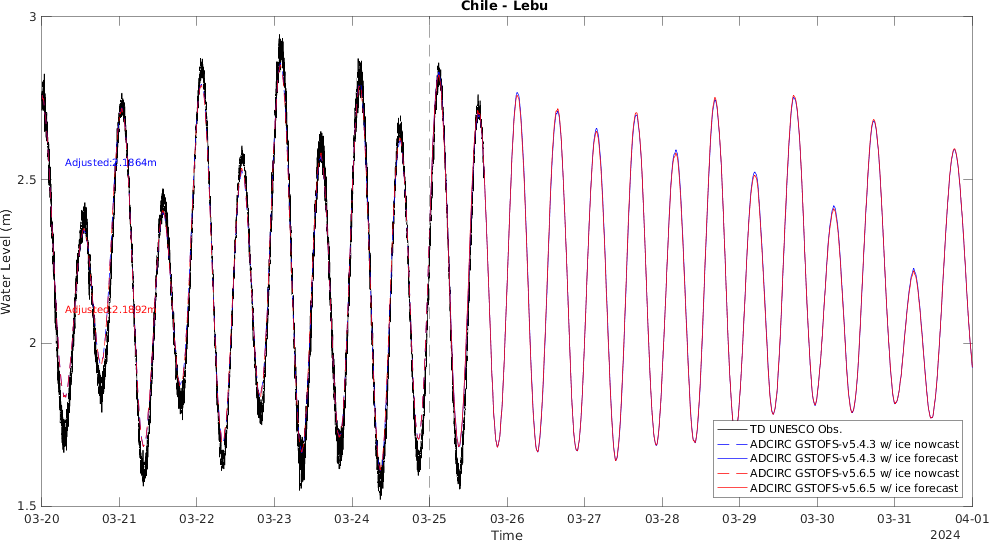 Chile - Lebu
3
2.5
2
1.5
Water Level (m)
Adjusted:2.1864m
Adjusted:2.1892m
TD UNESCO Obs.
ADCIRC GSTOFS-v5.4.3 w/ ice nowcast
ADCIRC GSTOFS-v5.4.3 w/ ice forecast
ADCIRC GSTOFS-v5.6.5 w/ ice nowcast
ADCIRC GSTOFS-v5.6.5 w/ ice forecast
03-20 03-21 03-22 03-23 03-24 03-25 03-26 03-27 03-28 03-29 03-30 03-31 04-01
Time
2024